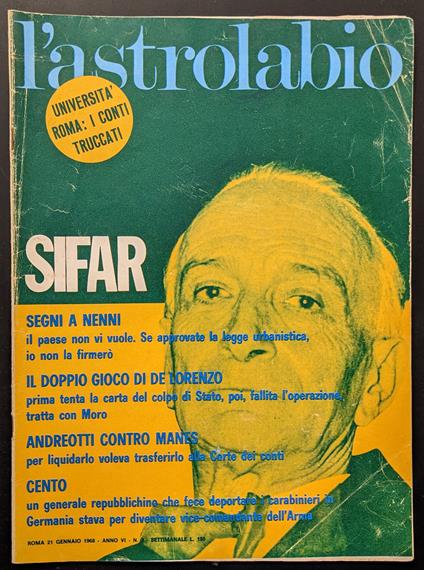 l'astrolabio
UNIVERSITA'
ROMA: I CONTI
TRUCCATI
SIFAR
SEGNI A NENNI
il paese non vi vuole. Se approvate la legge urbanistica,
io non la firmerò
IL DOPPIO GIOCO DI DE LORENZO
prima tenta la carta del colpo di Stato, poi, fallita l'operazione,
tratta con Moro
ANDREOTTI CONTRO MANES
per liquidarlo voleva trasferirlo alla Corte dei conti
CENTO
un generale repubblichino che fece deportare i carabinieri in
Germania stava per diventare vice-comandante dell'Arma
ROMA 21 GENNAIO 1968 - ANNO VI - N. - SETTIMANALE L. 150